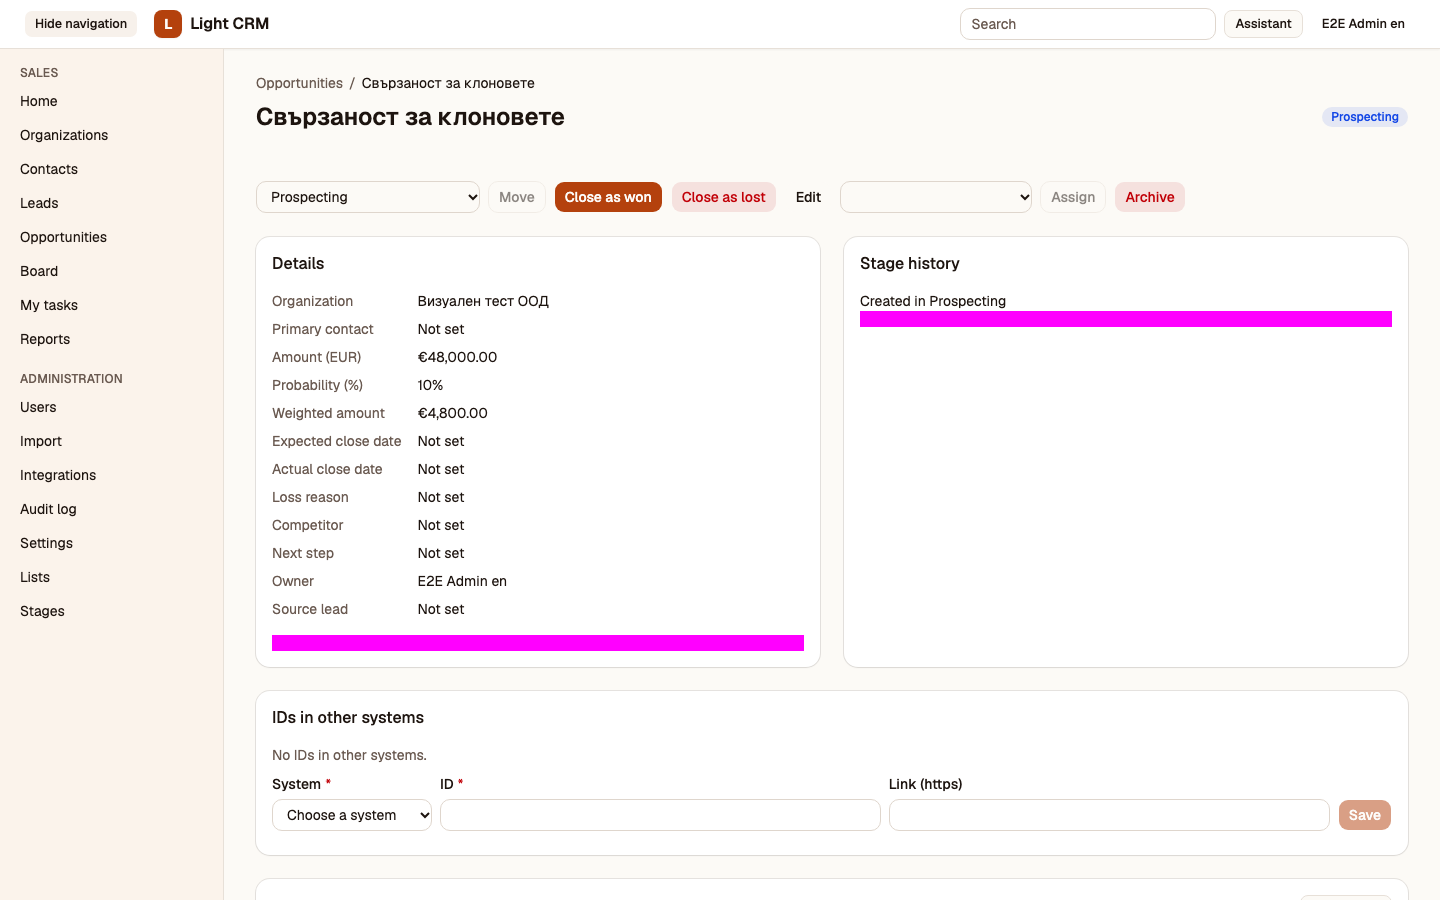 Hide navigation
L
Light CRM
Search
Assistant
E2E Admin en
SALES
Home
Organizations
Contacts
Leads
Opportunities
Board
My tasks
Reports
ADMINISTRATION
Users
Import
Integrations
Audit log
Settings
Lists
Stages
Opportunities / Свързаност за клоновете
Свързаност за клоновете
Prospecting
Prospecting
Move
Close as won
Close as lost
Edit
Assign
Archive
Details
Organization Визуален тест ООД
Primary contact Not set
Amount (EUR) €48,000.00
Probability (%) 10%
Weighted amount €4,800.00
Expected close date Not set
Actual close date Not set
Loss reason Not set
Competitor Not set
Next step Not set
Owner E2E Admin en
Source lead Not set
Stage history
Created in Prospecting
IDs in other systems
No IDs in other systems.
System *
ID *
Link (https)
Choose a system
Save